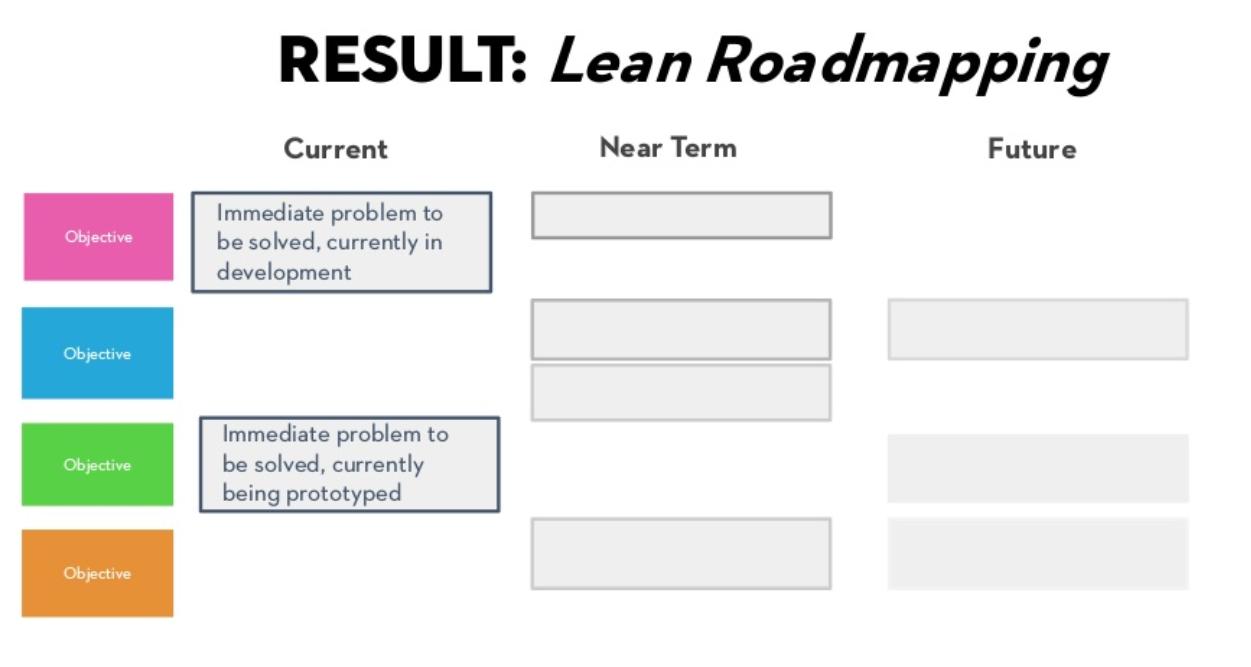 RESULT: Lean Roadmapping
Current
Near Term
Future
Objective
Immediate problem to
be solved, currently in
development
Objective
Objective
Immediate problem to
be solved, currently
being prototyped
Objective